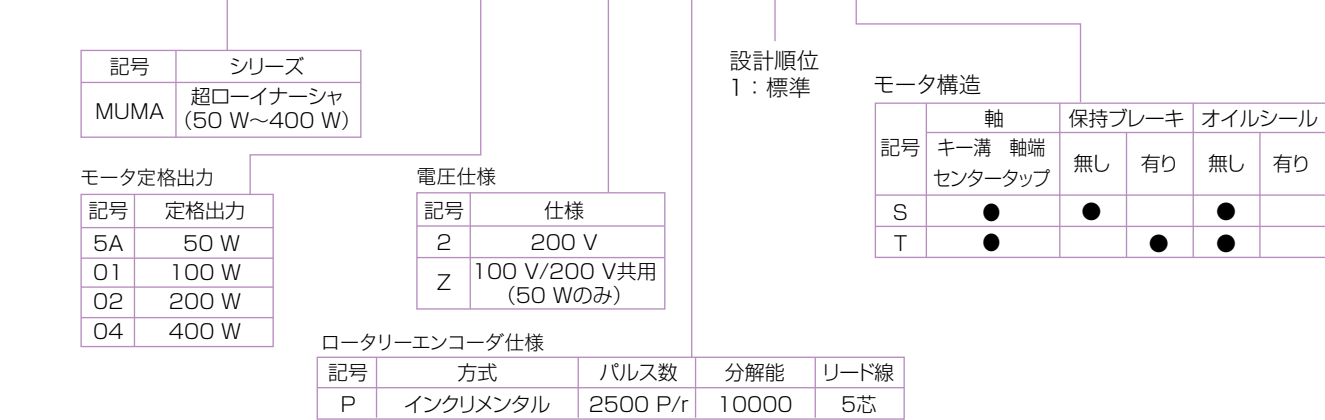 記号 シリーズ
MUMA 超ローイナーシャ
(50 W～400 W)
設計順位
1：標準
モータ構造
記号 軸 保持ブレーキ オイルシール
キー溝 軸端
センタータップ 無し 有り 無し 有り
S ● ● ●
T ● ● ●
モータ定格出力
記号 定格出力
5A 50 W
01 100 W
02 200 W
04 400 W
電圧仕様
記号 仕様
2 200 V
Z 100 V/200 V共用
(50 Wのみ)
ロータリーエンコーダ仕様
記号 方式 パルス数 分解能 リード線
P インクリメンタル 2500 P/r 10000 5芯